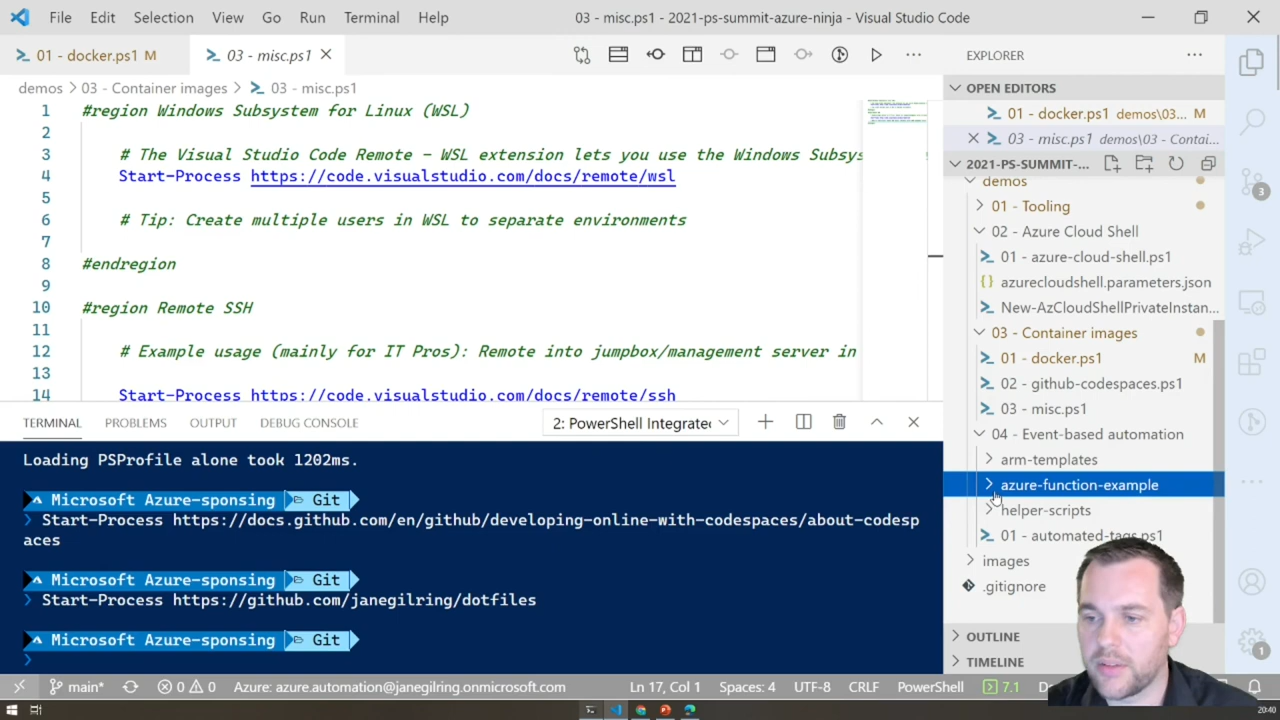 File Edit Selection View Go Run Terminal Help 03 - misc.ps1 - 2021-ps-summit-azure-ninja - Visual Studio Code
01 - docker.ps1 M 03 - misc.ps1
demos > 03 - Container images > 03 - misc.ps1
1 #region Windows Subsystem for Linux (WSL)
2
3 # The Visual Studio Code Remote - WSL extension lets you use the Windows Subsys
4 Start-Process https://code.visualstudio.com/docs/remote/wsl
5
6 # Tip: Create multiple users in WSL to separate environments
7
8 #endregion
9
10 #region Remote SSH
11
12 # Example usage (mainly for IT Pros): Remote into jumpbox/management server in
13
14 Start-Process https://code.visualstudio.com/docs/remote/ssh
TERMINAL PROBLEMS OUTPUT DEBUG CONSOLE 2: PowerShell Integrated
Loading PSProfile alone took 1202ms.
Microsoft Azure-sponsing Git
> Start-Process https://docs.github.com/en/github/developing-online-with-codespaces/about-codesp
aces
Microsoft Azure-sponsing Git
> Start-Process https://github.com/janegilring/dotfiles
Microsoft Azure-sponsing Git
>
EXPLORER
OPEN EDITORS
01 - docker.ps1 demos\03... M
03 - misc.ps1 demos\03 - Contai...
2021-PS-SUMMIT-...
demos
01 - Tooling
02 - Azure Cloud Shell
01 - azure-cloud-shell.ps1
azurecloudshell.parameters.json
New-AzCloudShellPrivateInstan...
03 - Container images
01 - docker.ps1 M
02 - github-codespaces.ps1
03 - misc.ps1
04 - Event-based automation
arm-templates
azure-function-example
helper-scripts
01 - automated-tags.ps1
images
.gitignore
OUTLINE
TIMELINE
3
1
main* 0 0 Azure: azure.automation@janegilring.onmicrosoft.com Ln 17, Col 1 Spaces: 4 UTF-8 CRLF PowerShell 7.1
20:40